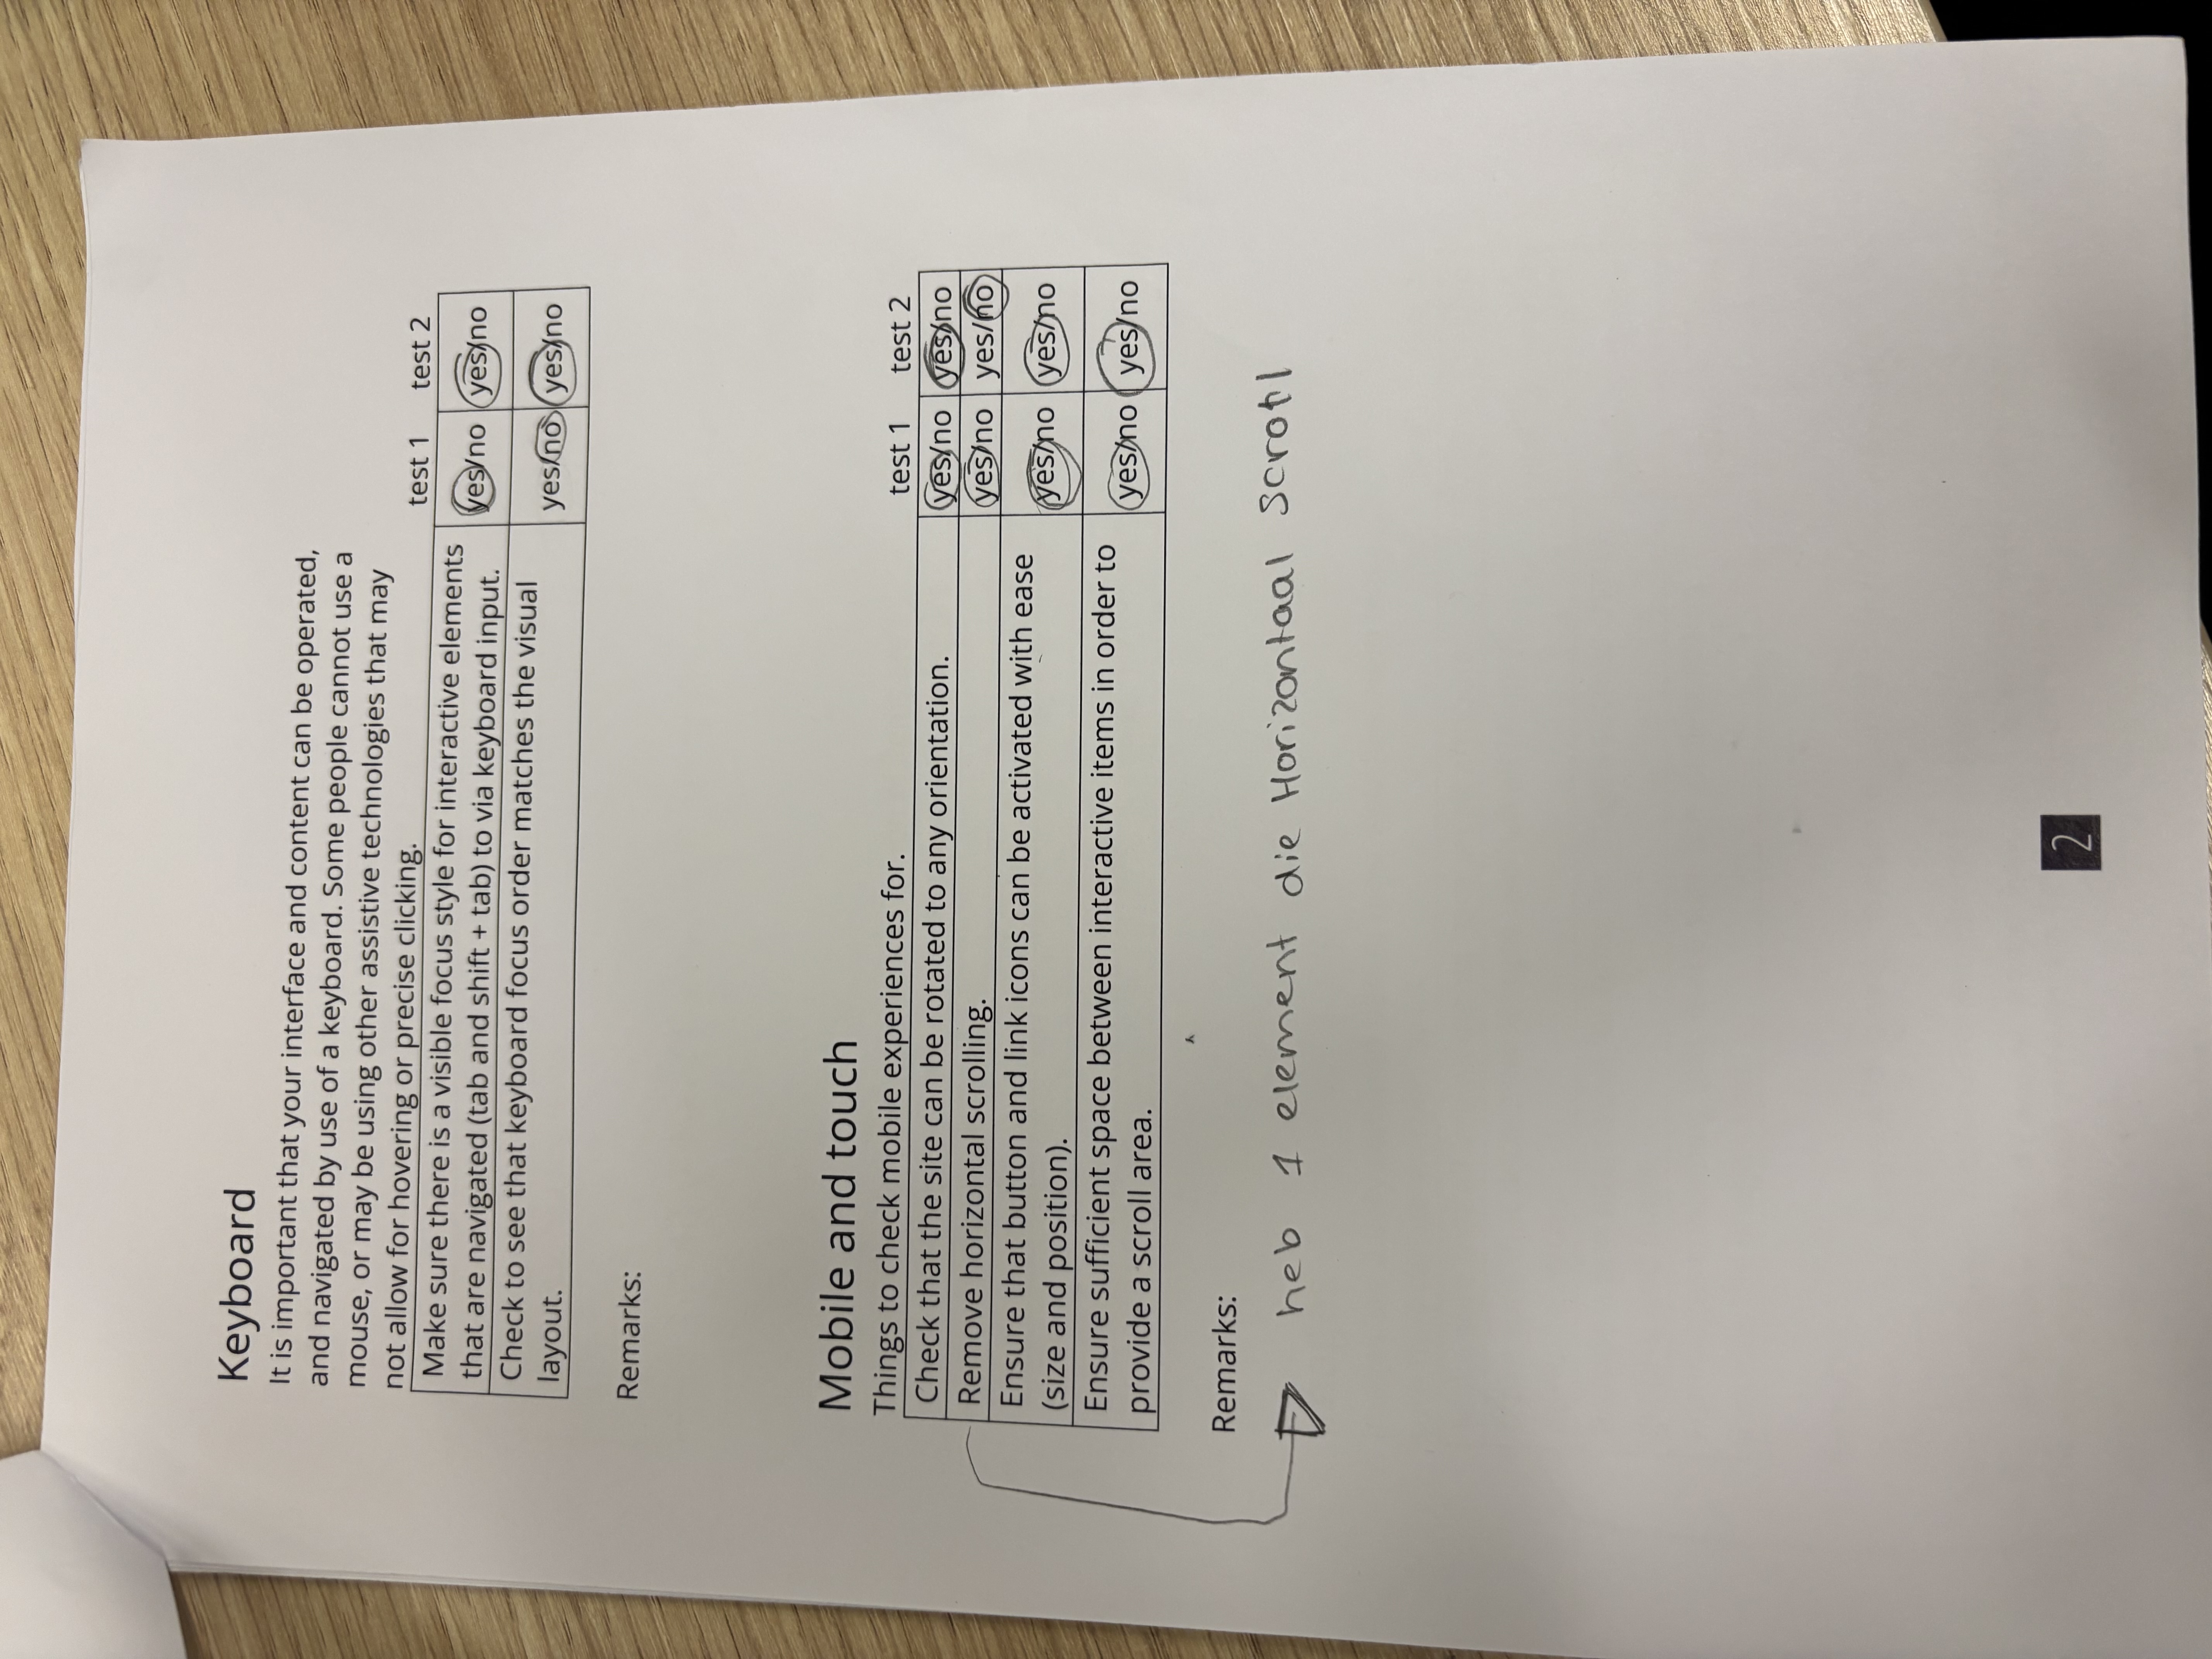 Keyboard
It is important that your interface and content can be operated,
and navigated by use of a keyboard. Some people cannot use a
mouse, or may be using other assistive technologies that may
not allow for hovering or precise clicking.
test 1 test 2
Make sure there is a visible focus style for interactive elements
that are navigated (tab and shift + tab) to via keyboard input.
yes/no yes/no
Check to see that keyboard focus order matches the visual
layout.
yes/no yes/no
Remarks:
Mobile and touch
Things to check mobile experiences for.
test 1 test 2
Check that the site can be rotated to any orientation. yes/no yes/no
Remove horizontal scrolling. yes/no yes/no
Ensure that button and link icons can be activated with ease
(size and position).
yes/no yes/no
Ensure sufficient space between interactive items in order to
provide a scroll area.
yes/no yes/no
Remarks:
heb 1 element die Horizontaal scroll
2